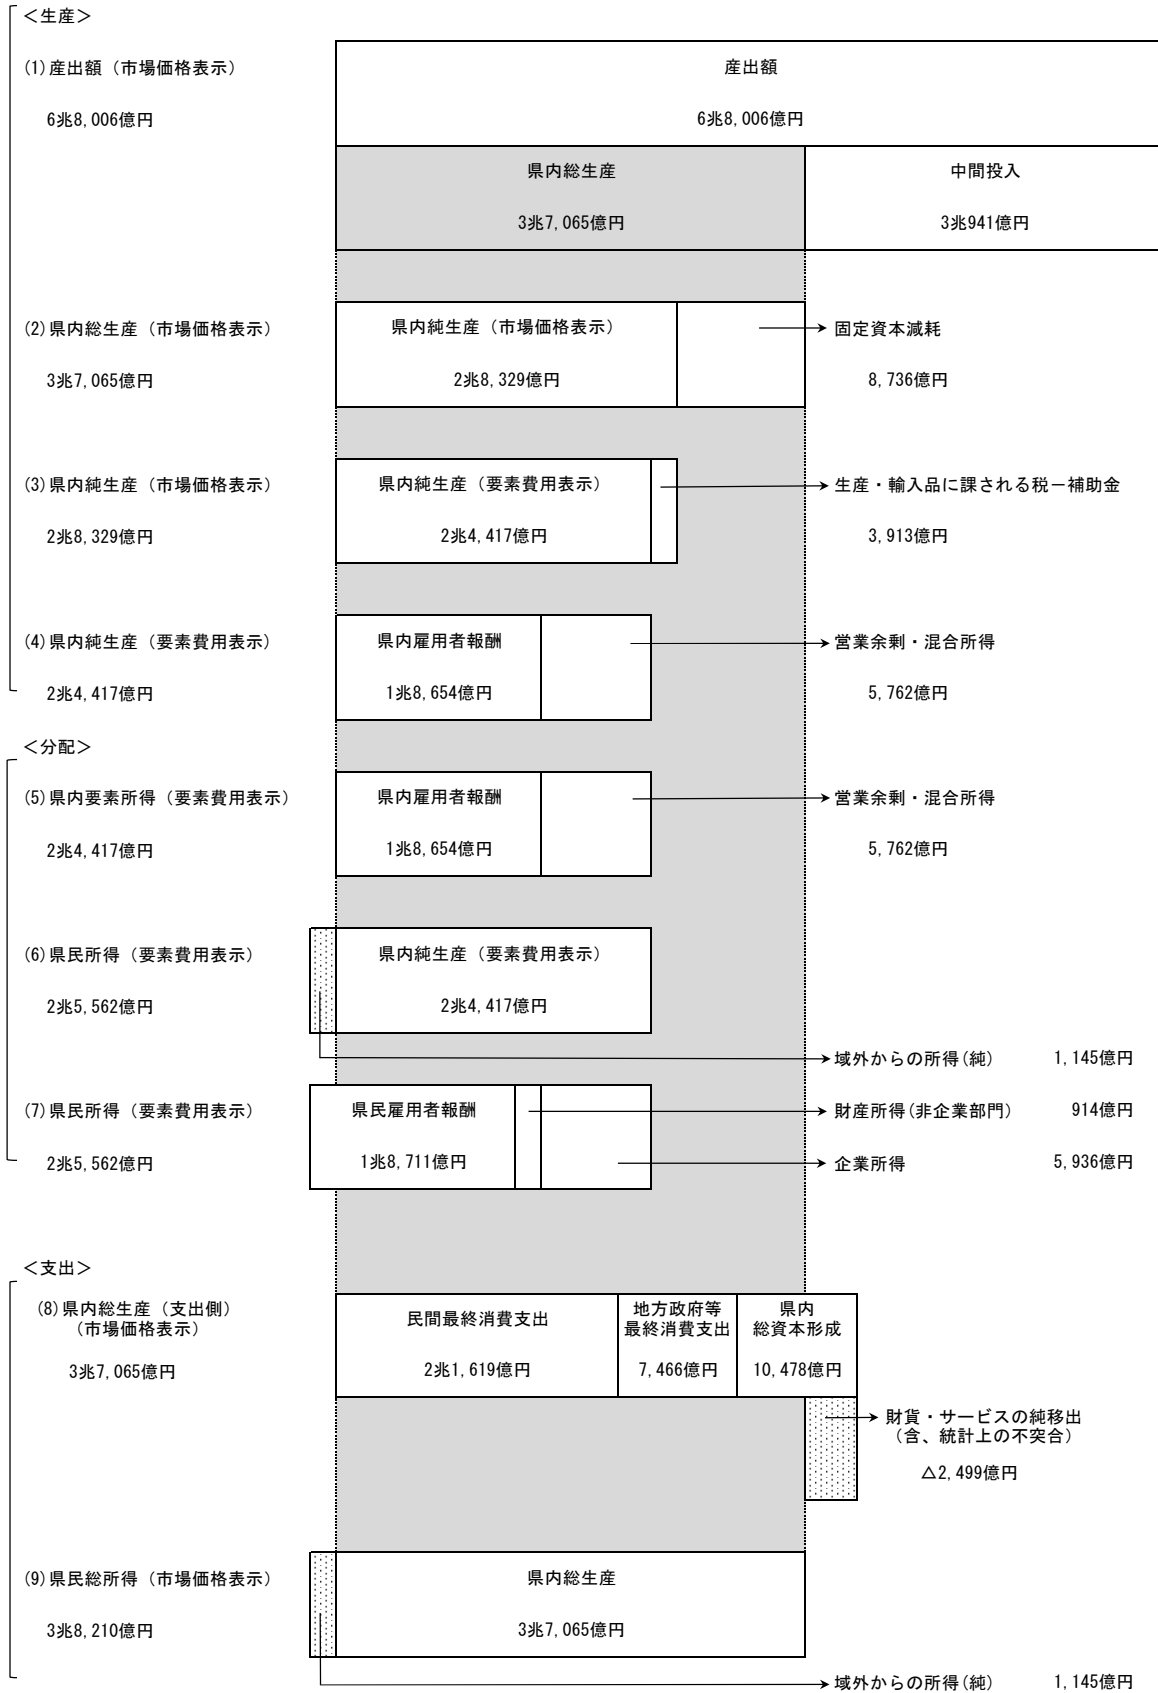 ＜生産＞
(1)産出額（市場価格表示）
産出額
6兆8,006億円
6兆8,006億円
県内総生産
中間投入
3兆7,065億円
3兆941億円
(2)県内総生産（市場価格表示）
県内純生産（市場価格表示）
固定資本減耗
3兆7,065億円
2兆8,329億円
8,736億円
(3)県内純生産（市場価格表示）
県内純生産（要素費用表示）
生産・輸入品に課される税－補助金
2兆8,329億円
2兆4,417億円
3,913億円
(4)県内純生産（要素費用表示）
県内雇用者報酬
営業余剰・混合所得
2兆4,417億円
1兆8,654億円
5,762億円
＜分配＞
(5)県内要素所得（要素費用表示）
県内雇用者報酬
営業余剰・混合所得
2兆4,417億円
1兆8,654億円
5,762億円
(6)県民所得（要素費用表示）
県内純生産（要素費用表示）
2兆5,562億円
2兆4,417億円
域外からの所得(純) 1,145億円
(7)県民所得（要素費用表示）
県民雇用者報酬
財産所得(非企業部門) 914億円
2兆5,562億円
1兆8,711億円
企業所得 5,936億円
＜支出＞
(8)県内総生産（支出側）
（市場価格表示）
3兆7,065億円
民間最終消費支出
2兆1,619億円
地方政府等
最終消費支出
7,466億円
県内
総資本形成
10,478億円
財貨・サービスの純移出
（含、統計上の不突合）
△2,499億円
(9)県民総所得（市場価格表示）
県内総生産
3兆8,210億円
3兆7,065億円
域外からの所得(純) 1,145億円